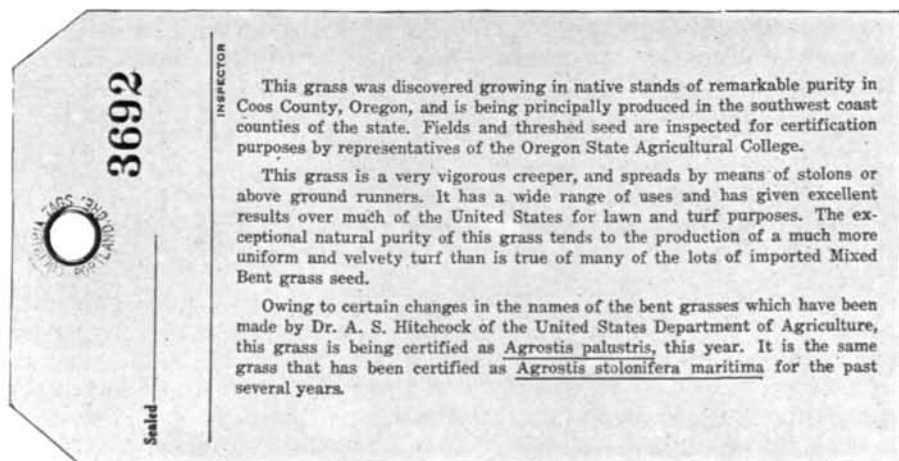 3692
INSPECTOR
Sealed
This grass was discovered growing in native stands of remarkable purity in
Coos County, Oregon, and is being principally produced in the southwest coast
counties of the state. Fields and threshed seed are inspected for certification
purposes by representatives of the Oregon State Agricultural College.
This grass is a very vigorous creeper, and spreads by means of stolons or
above ground runners. It has a wide range of uses and has given excellent
results over much of the United States for lawn and turf purposes. The ex-
ceptional natural purity of this grass tends to the production of a much more
uniform and velvety turf than is true of many of the lots of imported Mixed
Bent grass seed.
Owing to certain changes in the names of the bent grasses which have been
made by Dr. A. S. Hitchcock of the United States Department of Agriculture,
this grass is being certified as Agrostis palustris, this year. It is the same
grass that has been certified as Agrostis stolonifera maritima for the past
several years.
TAGS
PORTLAND